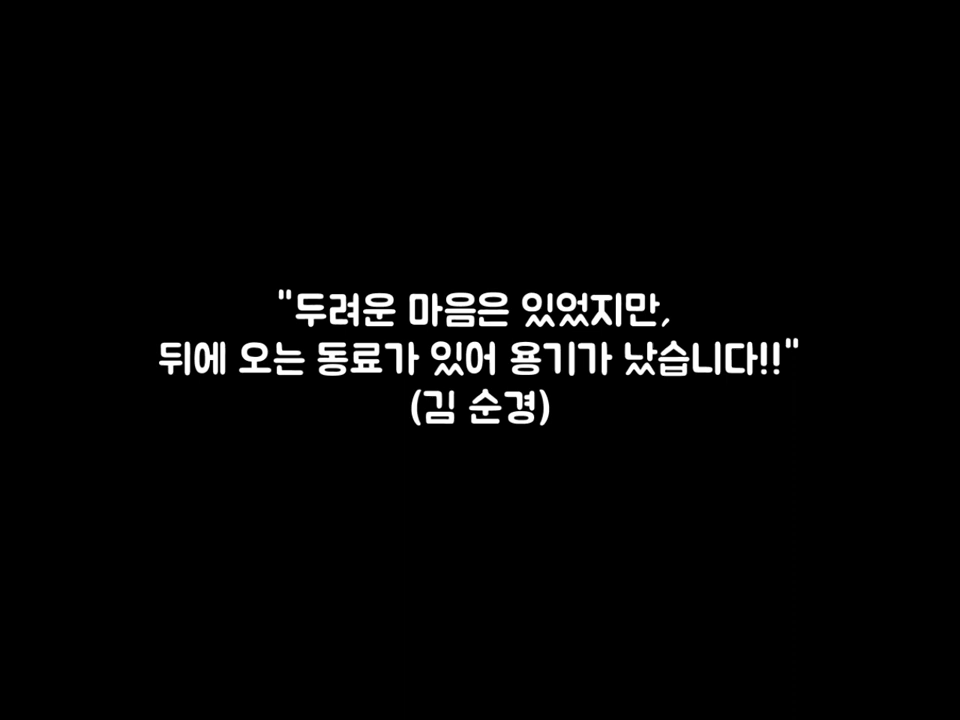 "두려운 마음은 있었지만,
뒤에 오는 동료가 있어 용기가 났습니다!!"
(김 순경)